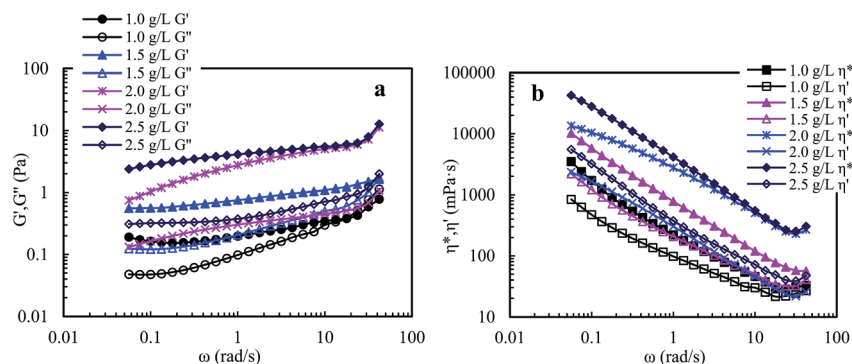 1.0 g/L G'
1.0 g/L G"
1.5 g/L G'
1.5 g/L G"
2.0 g/L G'
2.0 g/L G"
2.5 g/L G'
2.5 g/L G"
a
100
10
1
0.1
0.01
G',G" (Pa)
0.01 0.1 1 10 100
ω (rad/s)
1.0 g/L η*
1.0 g/L η'
1.5 g/L η*
1.5 g/L η'
2.0 g/L η*
2.0 g/L η'
2.5 g/L η*
2.5 g/L η'
b
100000
10000
1000
100
10
η*,η' (mPa·s)
0.01 0.1 1 10 100
ω (rad/s)